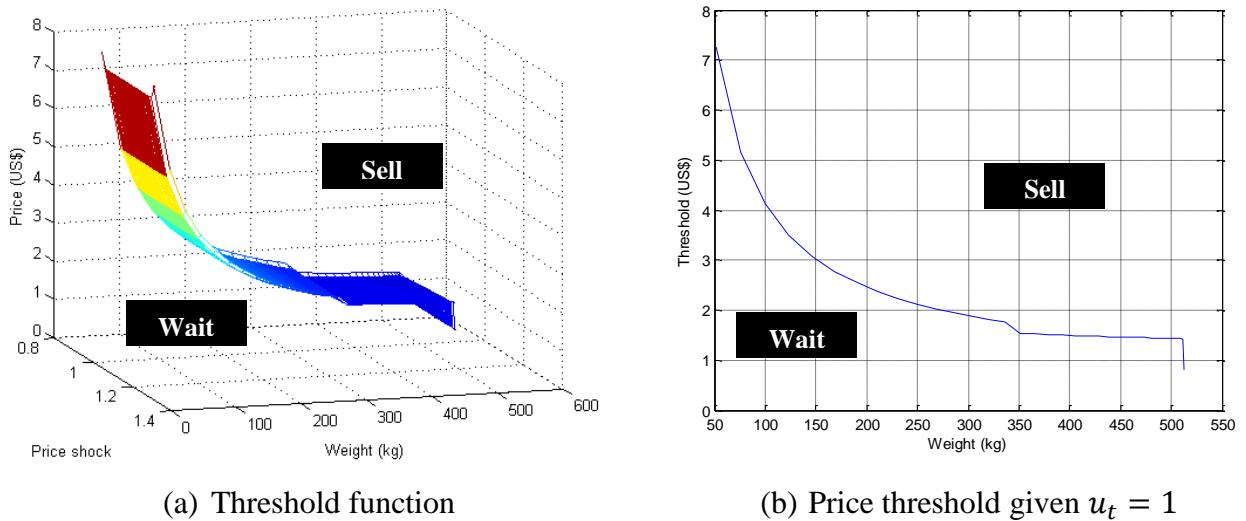 8
7
6
5
4
3
2
1
0
Price (US$)
Sell
Wait
0.8
1
1.2
1.4
Price shock
0
100
200
300
400
500
600
Weight (kg)
(a) Threshold function
8
7
6
5
4
3
2
1
0
Threshold (US$)
Sell
Wait
50 100 150 200 250 300 350 400 450 500 550
Weight (kg)
(b) Price threshold given u_t = 1